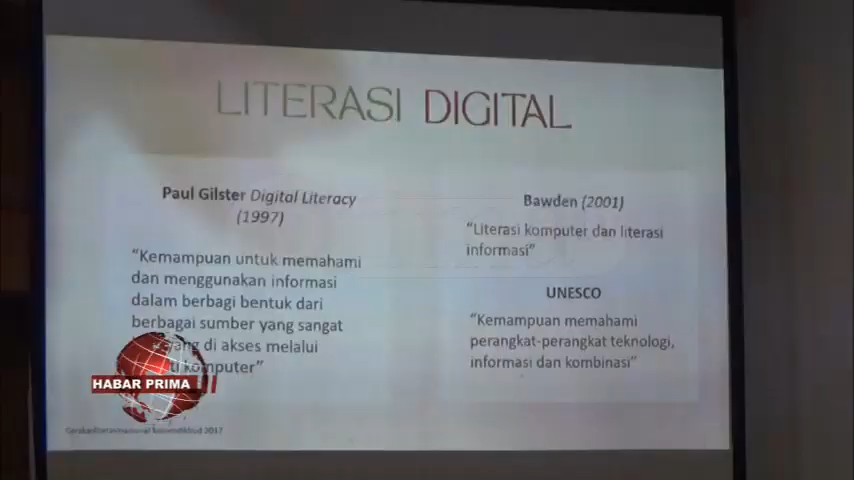 LITERASI DIGITAL
Paul Gilster Digital Literacy
(1997)
"Kemampuan untuk memahami
dan menggunakan informasi
dalam berbagi bentuk dari
berbagai sumber yang sangat
di akses melalui
komputer"
Bawden (2001)
"Literasi komputer dan literasi
informasi"
UNESCO
"Kemampuan memahami
perangkat-perangkat teknologi,
informasi dan kombinasi"
HABAR PRIMA
2017